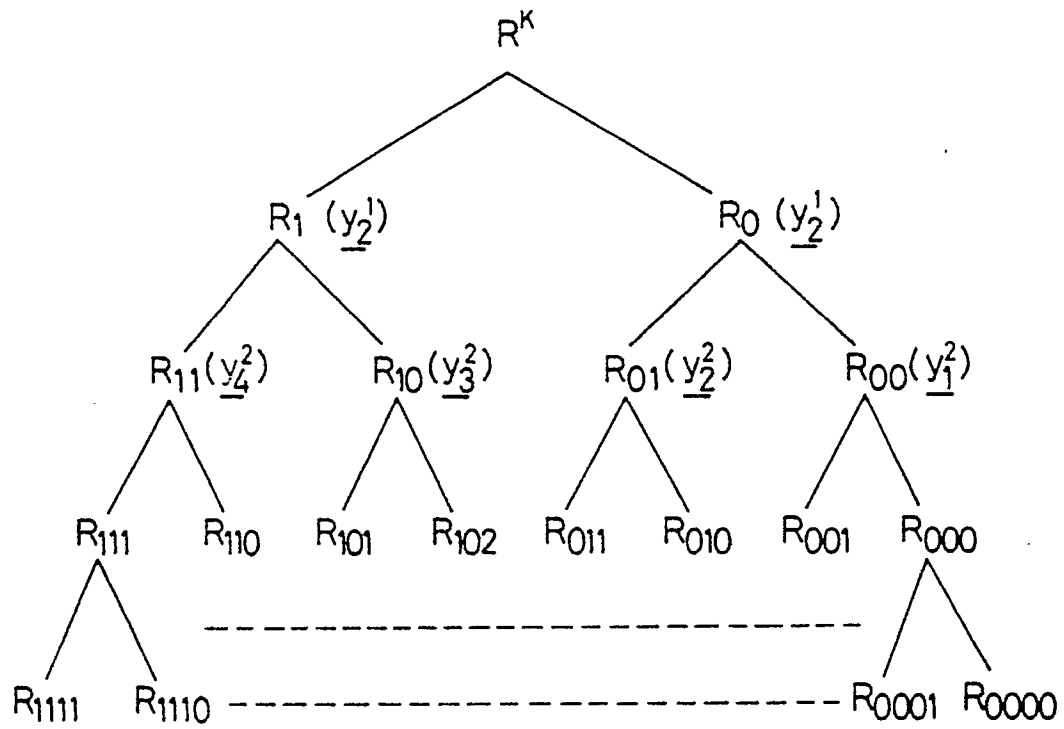 R^K
R_1 (y_2^1) R_0 (y_2^1)
R_11 (y_4^2) R_10 (y_3^2) R_01 (y_2^2) R_00 (y_1^2)
R_111 R_110 R_101 R_102 R_011 R_010 R_001 R_000
R_1111 R_1110 R_0001 R_0000